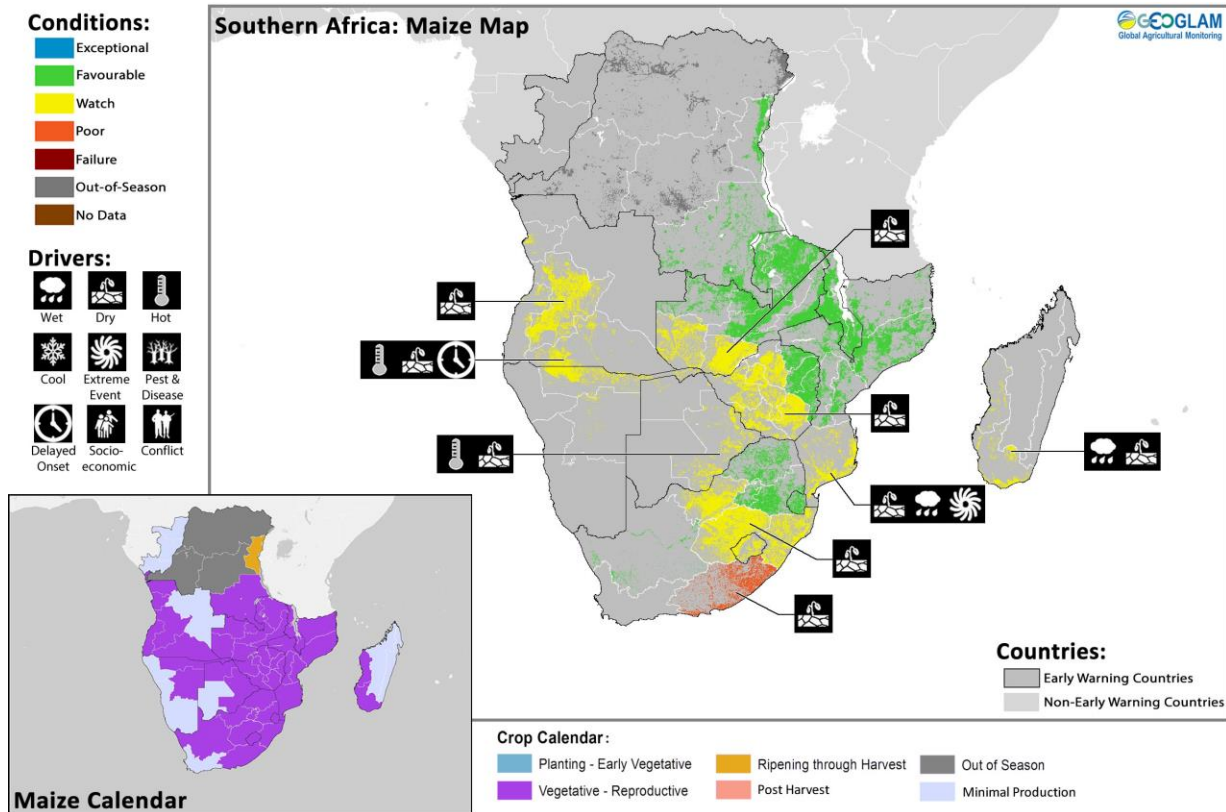 Conditions:
Exceptional
Favourable
Watch
Poor
Failure
Out-of-Season
No Data
Drivers:
Wet
Dry
Hot
Cool
Extreme
Event
Pest &
Disease
Delayed
Onset
Socio-
economic
Conflict
Southern Africa: Maize Map
GEOGLAM
Global Agricultural Monitoring
Countries:
Early Warning Countries
Non-Early Warning Countries
Maize Calendar
Crop Calendar:
Planting - Early Vegetative
Ripening through Harvest
Out of Season
Vegetative - Reproductive
Post Harvest
Minimal Production